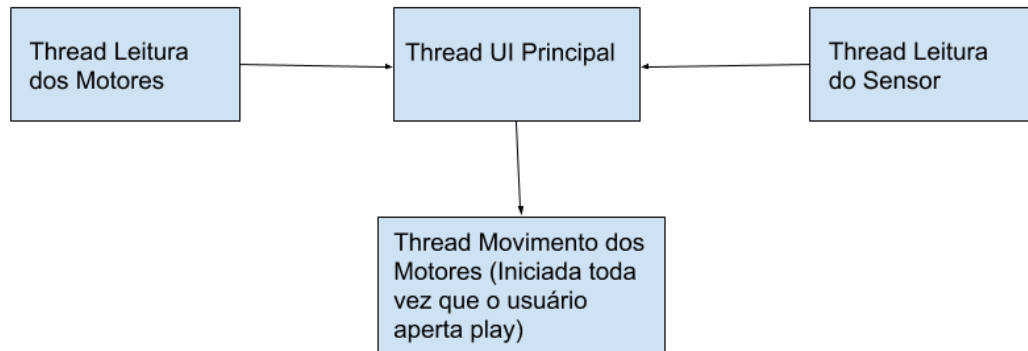 Thread Leitura
dos Motores
Thread UI Principal
Thread Leitura
do Sensor
Thread Movimento dos
Motores (Iniciada toda
vez que o usuário
aperta play)